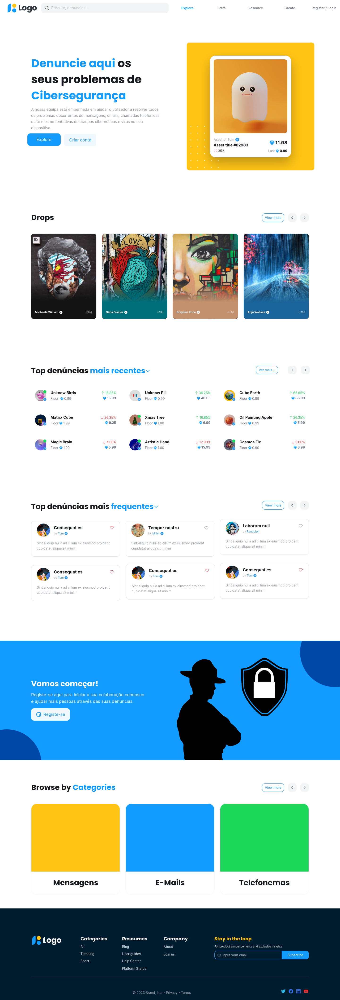 Logo
Procure, denuncias...
Explore
Stats
Resource
Create
Register / Login
Denuncie aqui os
seus problemas de
Cibersegurança
A nossa equipa está empenhada em ajudar o utilizador a resolver todos
os problemas decorrentes de mensagens, emails, chamadas telefónicas
e até mesmo tentativas de ataques cibernéticos e vírus no seu
dispositivo.
Explore
Criar conta
Asset of Tom
Asset title #82983
352
11.98
Last 0.99
Drops
View more
95
LOVE
Michaela William
352
Neha Frazier
135
Brayden Price
352
Anja Wallace
152
Top denúncias mais recentes
Ver mais...
Unknow Birds
16.85%
Floor 0.99
15.99
Unknow Pill
36.25%
Floor 0.99
40.65
Cube Earth
66.85%
Floor 0.99
85.99
Matrix Cube
26.35%
Floor 1.99
9.25
Xmas Tree
16.85%
Floor 1.00
6.99
Oil Painting Apple
26.35%
Floor 0.99
5.99
Magic Brain
4.00%
Floor 1.00
5.99
Artistic Hand
12.90%
Floor 1.00
15.99
Cosmos Fix
6.00%
Floor 0.99
8.99
Top denúncias mais frequentes
View more
Consequat es
by Tom
Sint aliquip nulla ad cillum ex eiusmod proident
cupidatat aliqua sit minim
Tempor nostru
by Miller
Sint aliquip nulla ad cillum ex eiusmod proident
cupidatat aliqua sit minim
Laborum null
by Randolph
Sint aliquip nulla ad cillum ex eiusmod proident
cupidatat aliqua sit minim
Consequat es
by Tom
Sint aliquip nulla ad cillum ex eiusmod proident
cupidatat aliqua sit minim
Consequat es
by Tom
Sint aliquip nulla ad cillum ex eiusmod proident
cupidatat aliqua sit minim
Consequat es
by Tom
Sint aliquip nulla ad cillum ex eiusmod proident
cupidatat aliqua sit minim
Vamos começar!
Registe-se aqui para iniciar a sua colaboração connosco
e ajudar mais pessoas através das suas denúncias.
Registe-se
Browse by Categories
View more
Mensagens
E-Mails
Telefonemas
Logo
Categories
All
Trending
Sport
Resources
Blog
User guides
Help Center
Platform Status
Company
About
Join us
Stay in the loop
For product announcements and exclusive insights
Input your email
Subscribe
© 2023 Brand, Inc. • Privacy • Terms